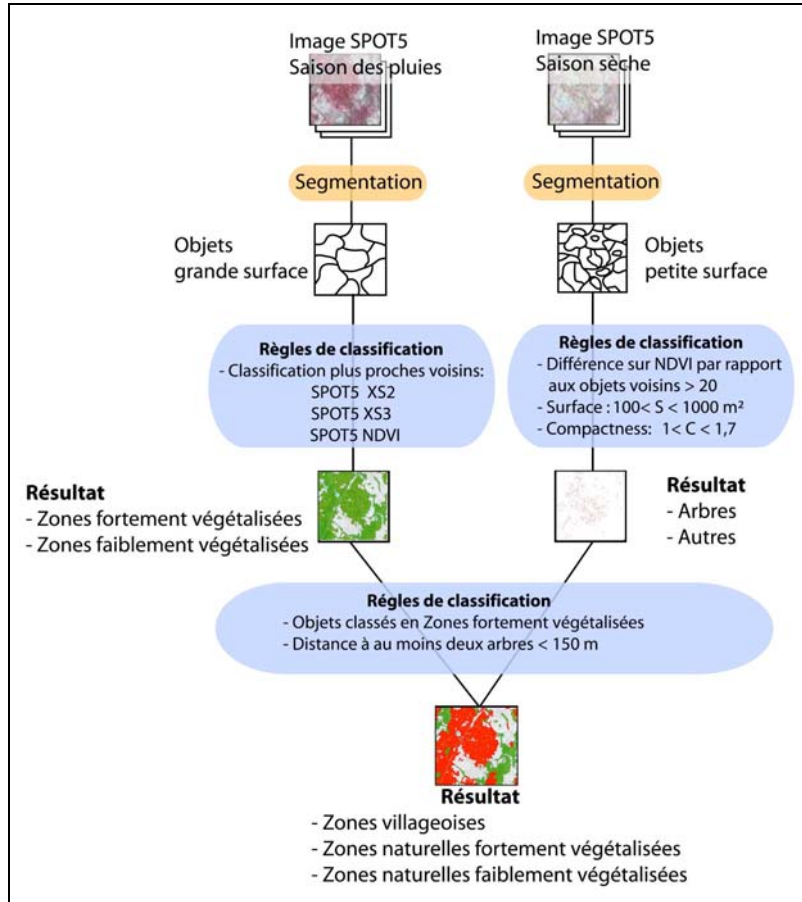 Image SPOT5
Saison des pluies
Image SPOT5
Saison sèche
Segmentation
Segmentation
Objets
grande surface
Objets
petite surface
Règles de classification
- Classification plus proches voisins:
SPOT5 XS2
SPOT5 XS3
SPOT5 NDVI
Règles de classification
- Différence sur NDVI par rapport
aux objets voisins > 20
- Surface : 100< S < 1000 m²
- Compactness: 1< C < 1,7
Résultat
- Zones fortement végétalisées
- Zones faiblement végétalisées
Résultat
- Arbres
- Autres
Régles de classification
- Objets classés en Zones fortement végétalisées
- Distance à au moins deux arbres < 150 m
Résultat
- Zones villageoises
- Zones naturelles fortement végétalisées
- Zones naturelles faiblement végétalisées